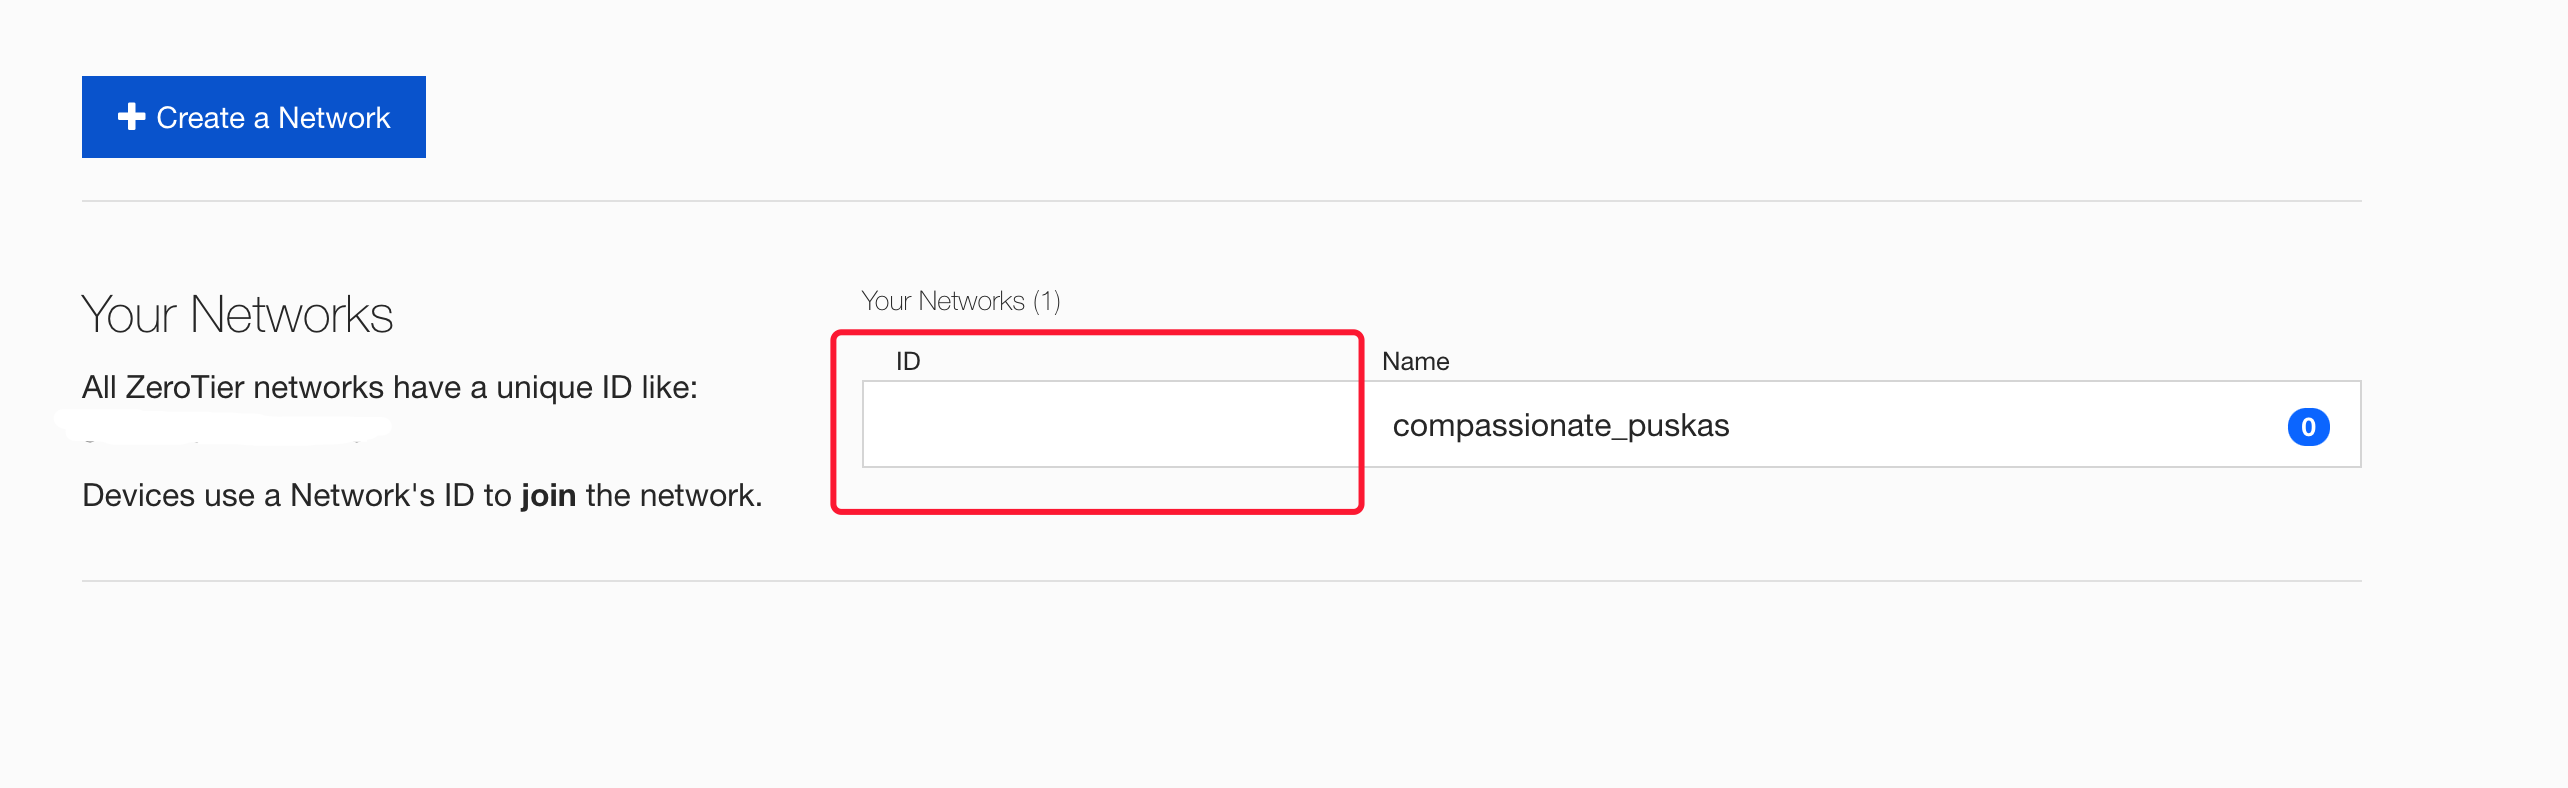 Create a Network
Your Networks
All ZeroTier networks have a unique ID like:
Devices use a Network's ID to join the network.
Your Networks (1)
ID Name
compassionate_puskas 0